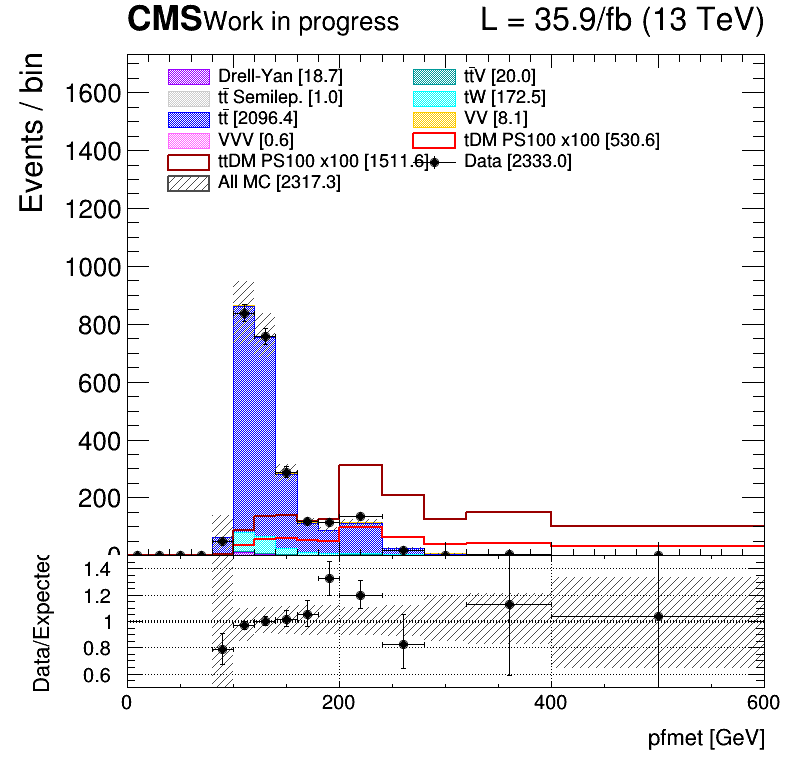 CMS Work in progress L = 35.9/fb (13 TeV)
Events / bin
Drell-Yan [18.7] tt̄V [20.0]
tt̄ Semilep. [1.0] tW [172.5]
tt̄ [2096.4] VV [8.1]
VVV [0.6] tDM PS100 x100 [530.6]
ttDM PS100 x100 [1511.6] Data [2333.0]
All MC [2317.3]
1600
1400
1200
1000
800
600
400
200
0
Data/Expected
1.4
1.2
1
0.8
0.6
0 200 400 600
pfmet [GeV]